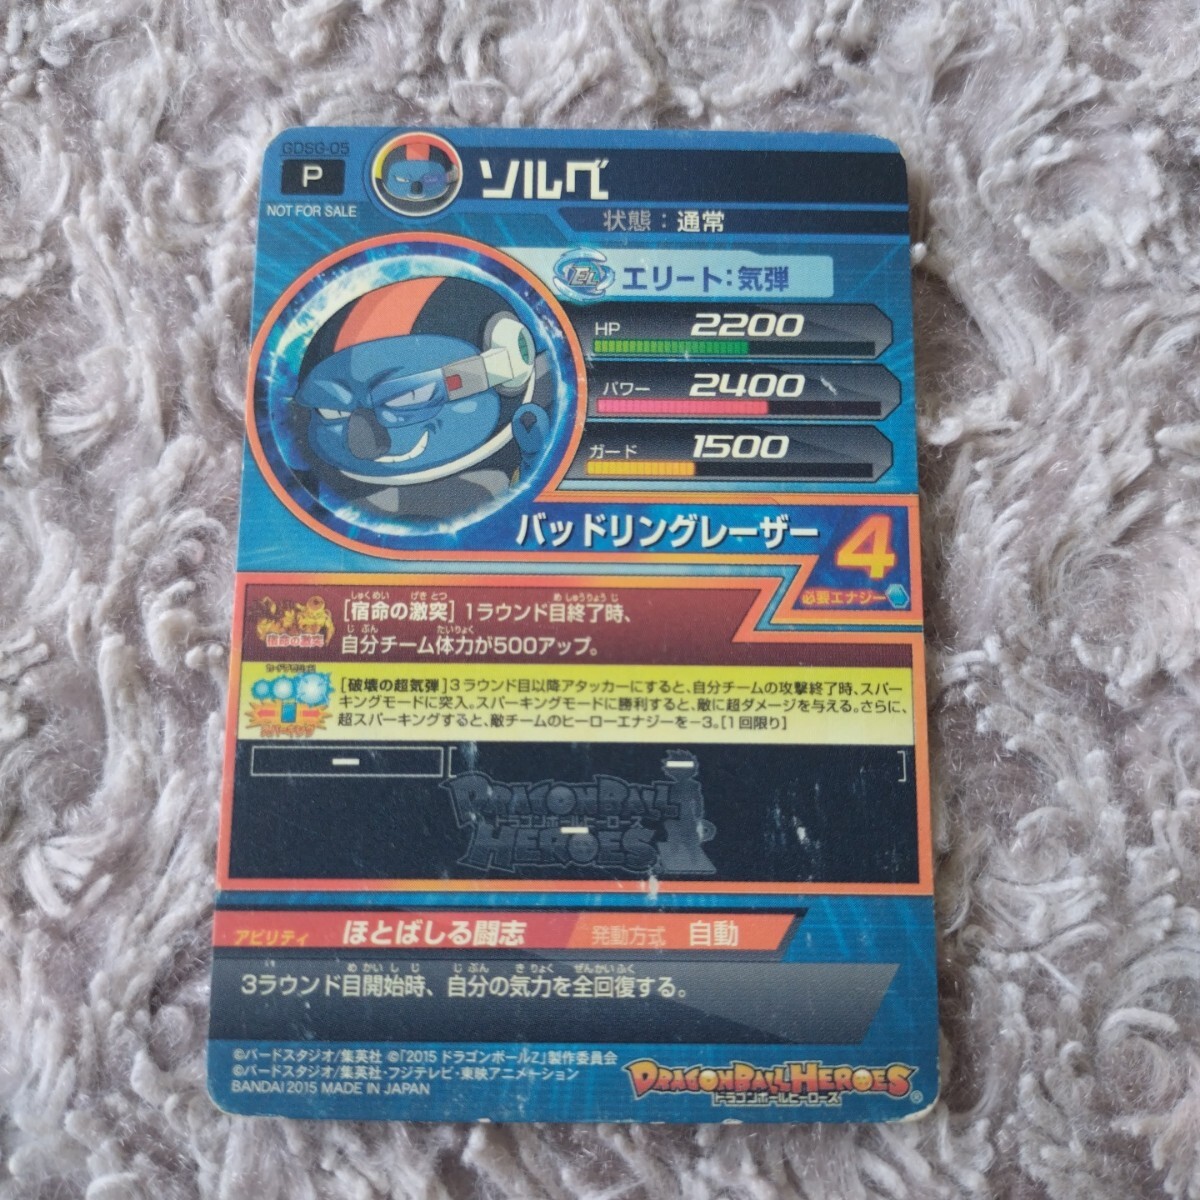 GDSG-05
P
NOT FOR SALE
ソルベ
状態：通常
エリート：気弾
HP 2200
パワー 2400
ガード 1500
バッドリングレーザー
4
必要エナジー
宿命の激突
[宿命の激突] 1ラウンド目終了時、
自分チーム体力が500アップ。
[破壊の超気弾] 3ラウンド目以降アタッカーにすると、自分チームの攻撃終了時、スパー
キングモードに突入。スパーキングモードに勝利すると、敵に超ダメージを与える。さらに、
超スパーキングすると、敵チームのヒーローエナジーを−3。[1回限り]
DRAGONBALL
ドラゴンボールヒーローズ
HEROES
アビリティ ほとばしる闘志 発動方式 自動
3ラウンド目開始時、自分の気力を全回復する。
©バードスタジオ/集英社 ©「2015 ドラゴンボールZ」製作委員会
©バードスタジオ/集英社・フジテレビ・東映アニメーション
BANDAI 2015 MADE IN JAPAN
DRAGONBALL HEROES
ドラゴンボールヒーローズ